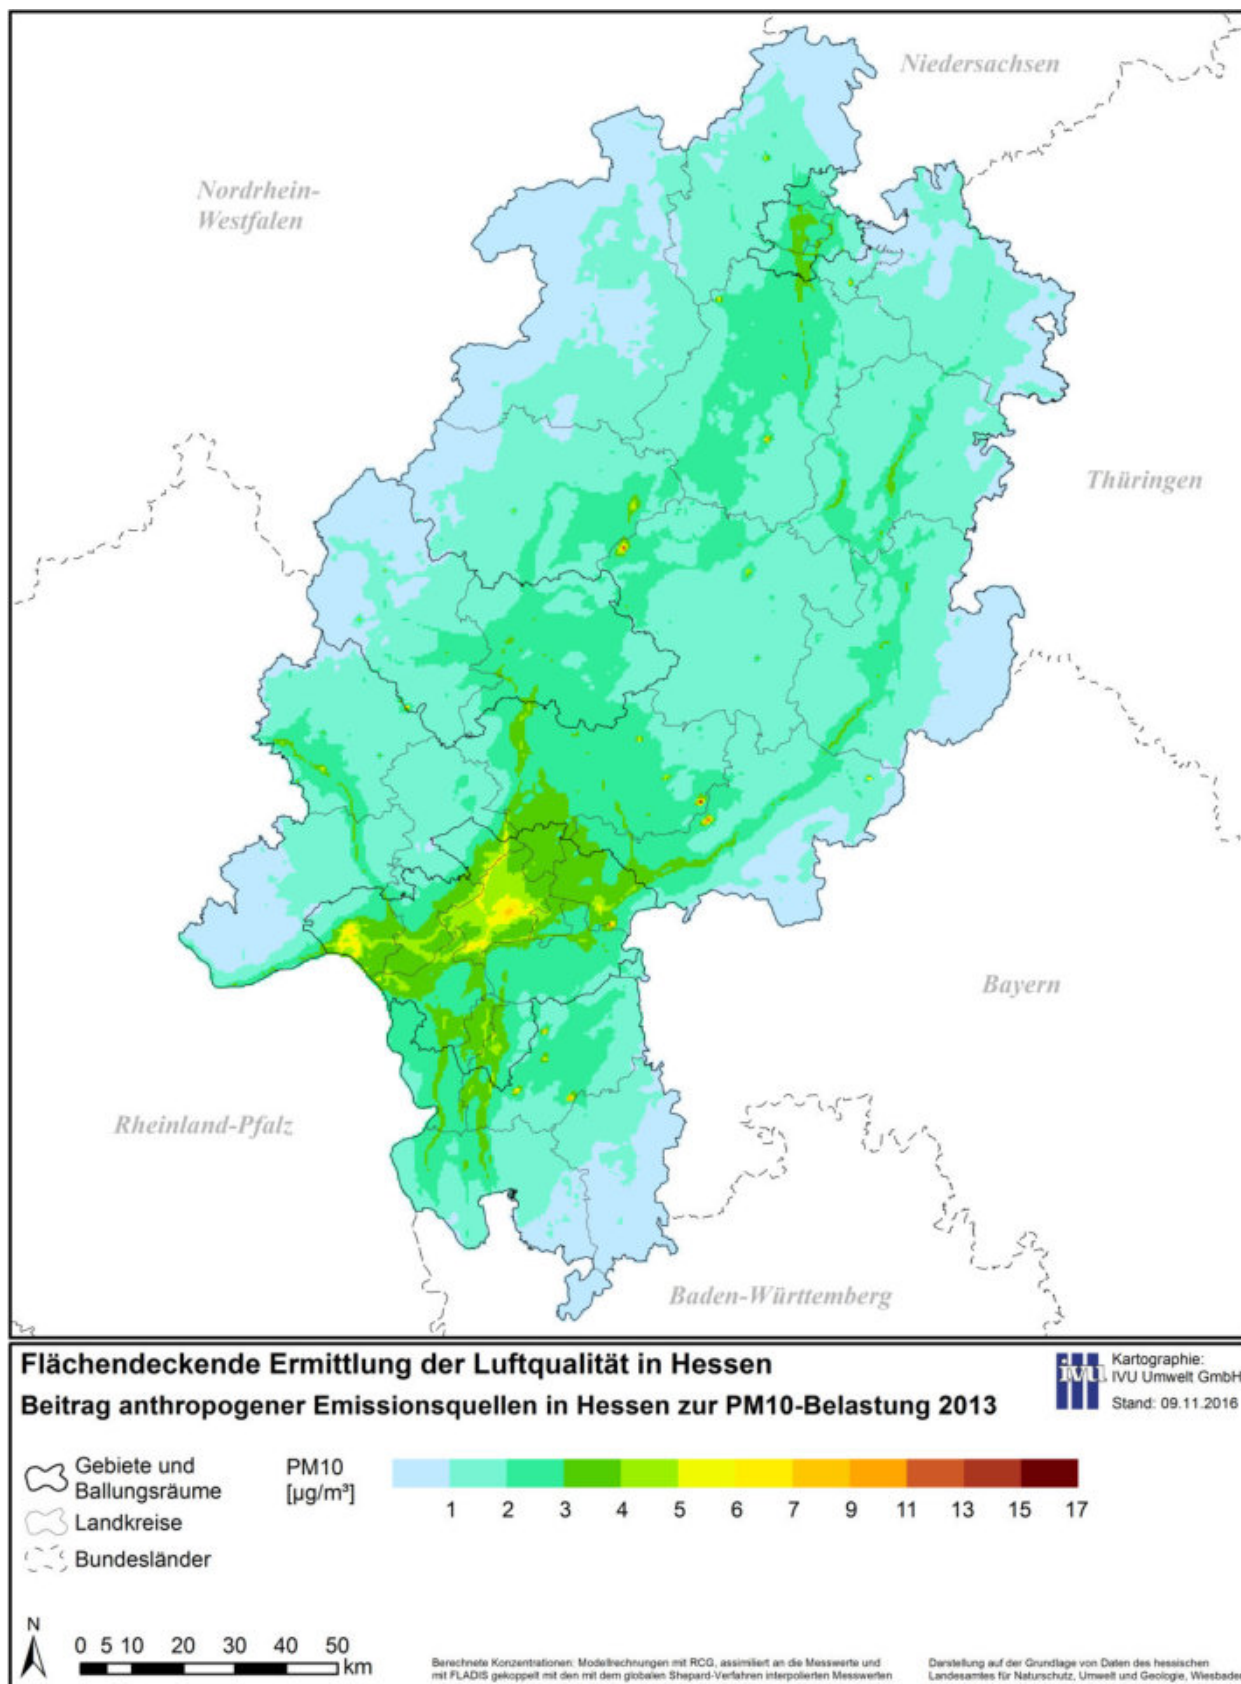 Niedersachsen
Nordrhein-
Westfalen
Thüringen
Bayern
Rheinland-Pfalz
Baden-Württemberg
Flächendeckende Ermittlung der Luftqualität in Hessen
Beitrag anthropogener Emissionsquellen in Hessen zur PM10-Belastung 2013
ivu
Kartographie:
IVU Umwelt GmbH
Stand: 09.11.2016
Gebiete und
Ballungsräume
Landkreise
Bundesländer
PM10
[µg/m³]
1 2 3 4 5 6 7 9 11 13 15 17
N
0 5 10 20 30 40 50
km
Berechnete Konzentrationen: Modellrechnungen mit RCG, assimiliert an die Messwerte und
mit FLADIS gekoppelt mit den mit dem globalen Shepard-Verfahren interpolierten Messwerten
Darstellung auf der Grundlage von Daten des hessischen
Landesamtes für Naturschutz, Umwelt und Geologie, Wiesbaden